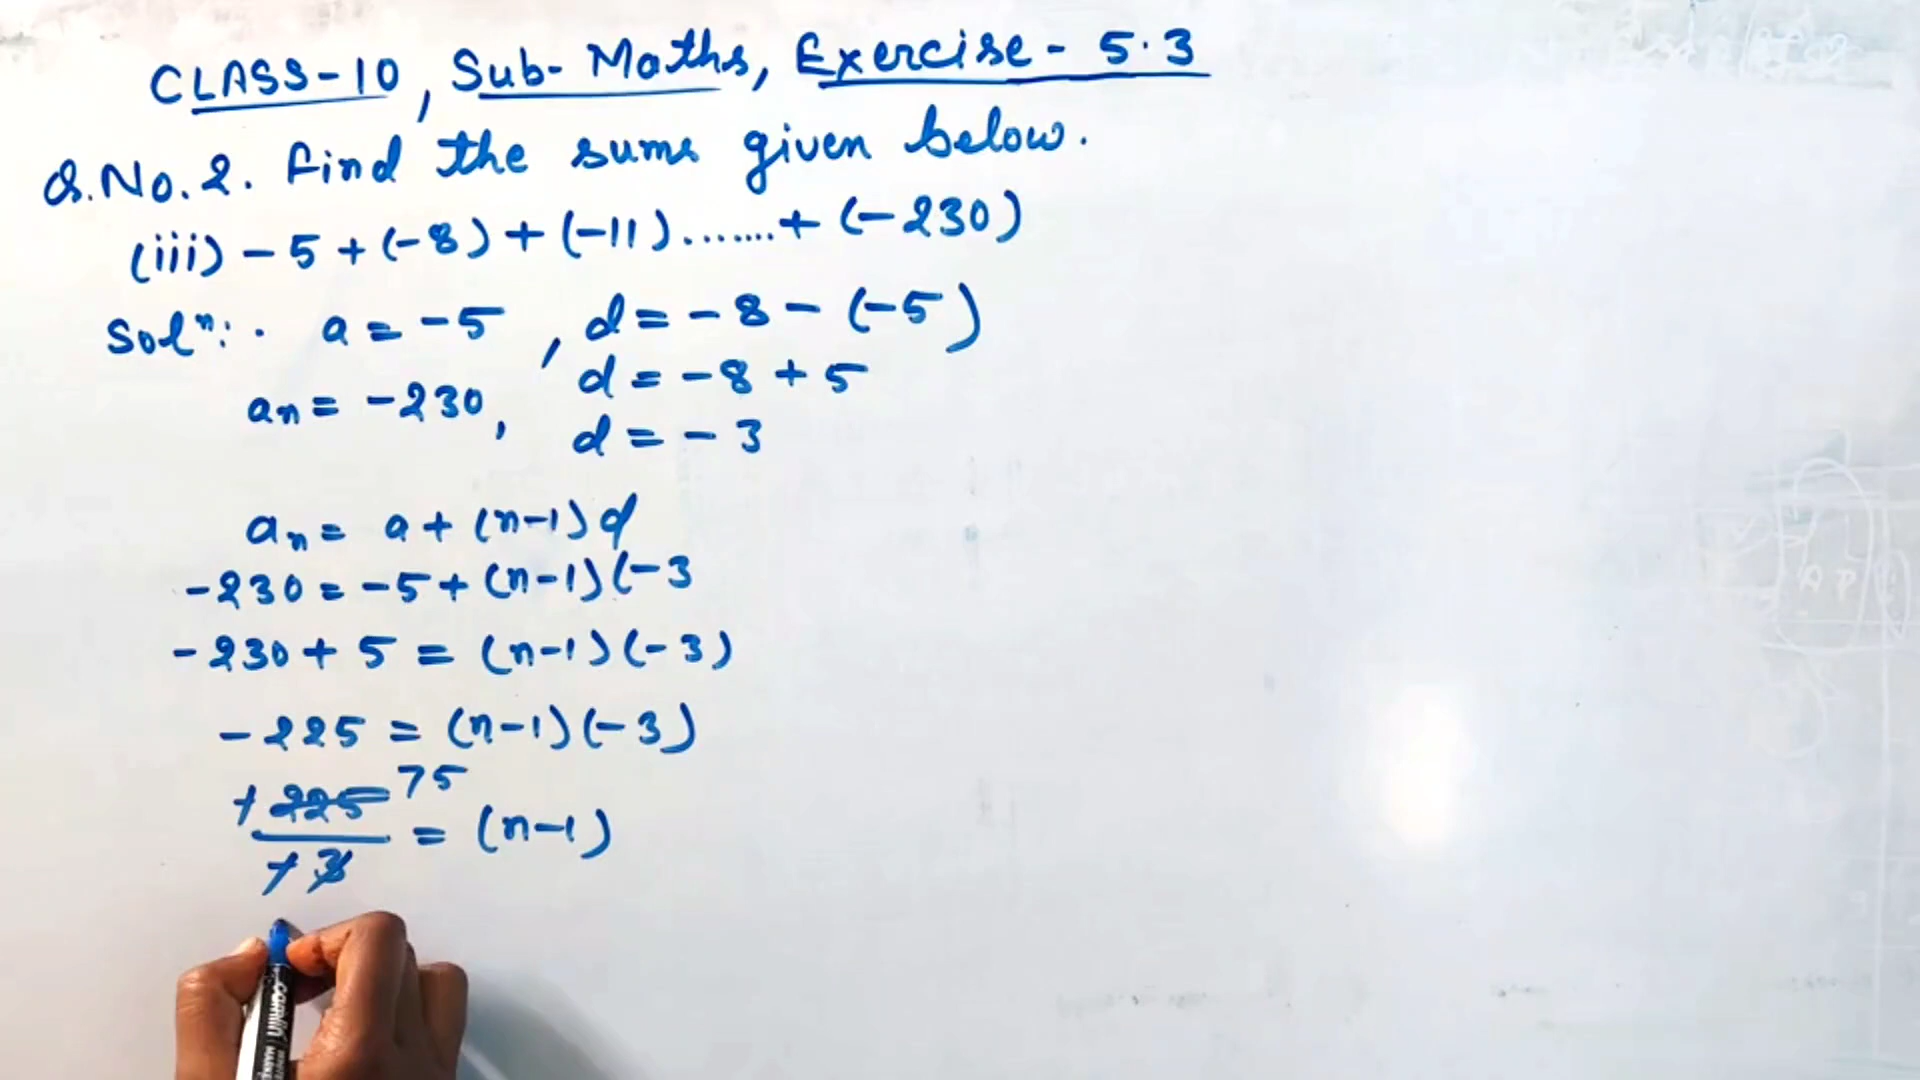 CLASS-10, Sub- Maths, Exercise - 5.3
Q.No.2. Find the sums given below.
(iii) - 5 + (-8) + (-11) ....... + (-230)
Solⁿ:- a = -5 , d = - 8 - (-5)
d = - 8 + 5
aₙ = -230,
d = - 3
aₙ = a + (n-1) d
-230 = -5 + (n-1) (-3
-230 + 5 = (n-1) (-3)
-225 = (n-1) (-3)
75
-225
= (n-1)
-3
camlin